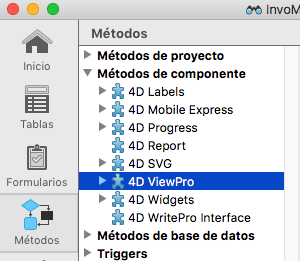 InvoM
Inicio
Tablas
Formularios
Métodos
Métodos
Métodos de proyecto
Métodos de componente
4D Labels
4D Mobile Express
4D Progress
4D Report
4D SVG
4D ViewPro
4D Widgets
4D WritePro Interface
Métodos de base de datos
Triggers